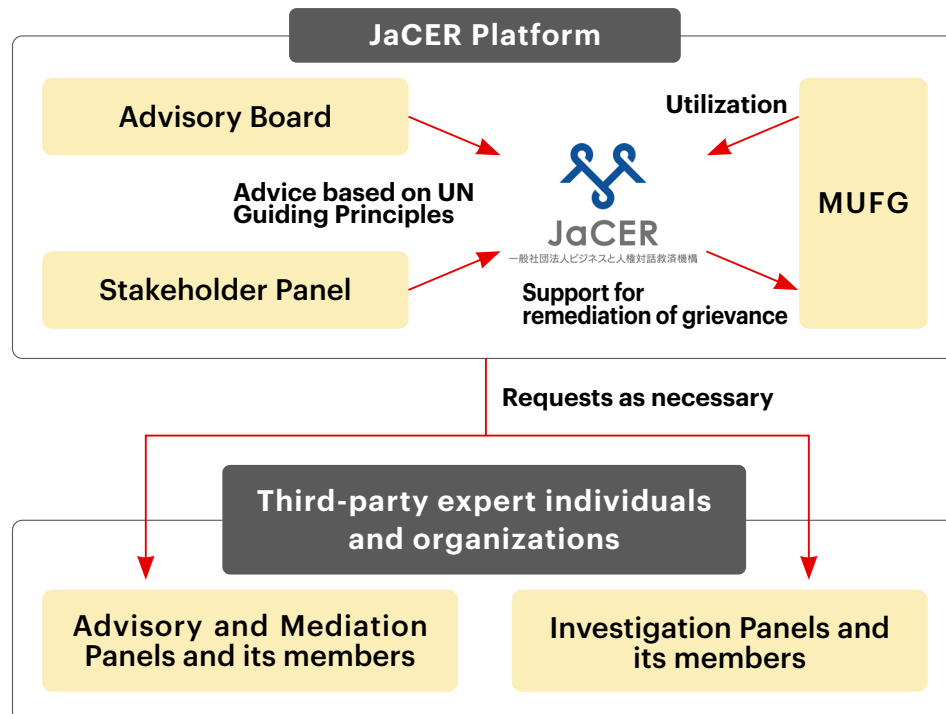 JaCER Platform
Advisory Board
Utilization
Advice based on UN
Guiding Principles
MUFG
JaCER
一般社団法人ビジネスと人権対話救済機構
Stakeholder Panel
Support for
remediation of grievance
Requests as necessary
Third-party expert individuals
and organizations
Advisory and Mediation
Panels and its members
Investigation Panels and
its members